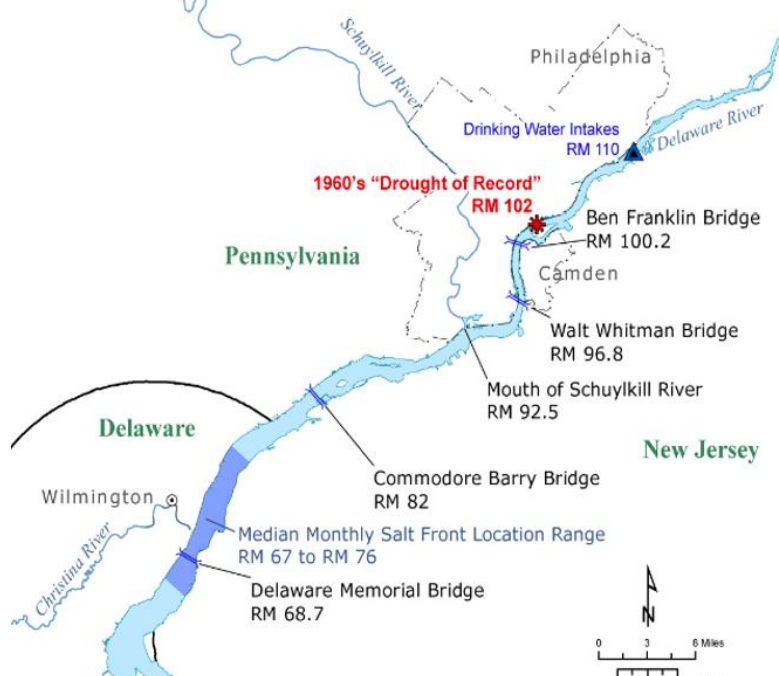 Schuylkill River
Philadelphia
Drinking Water Intakes
RM 110
Delaware River
1960's “Drought of Record”
RM 102
Ben Franklin Bridge
RM 100.2
Pennsylvania
Camden
Walt Whitman Bridge
RM 96.8
Mouth of Schuylkill River
RM 92.5
Delaware
New Jersey
Commodore Barry Bridge
RM 82
Wilmington
Median Monthly Salt Front Location Range
RM 67 to RM 76
Christina River
Delaware Memorial Bridge
RM 68.7
N
0 3 6 Miles